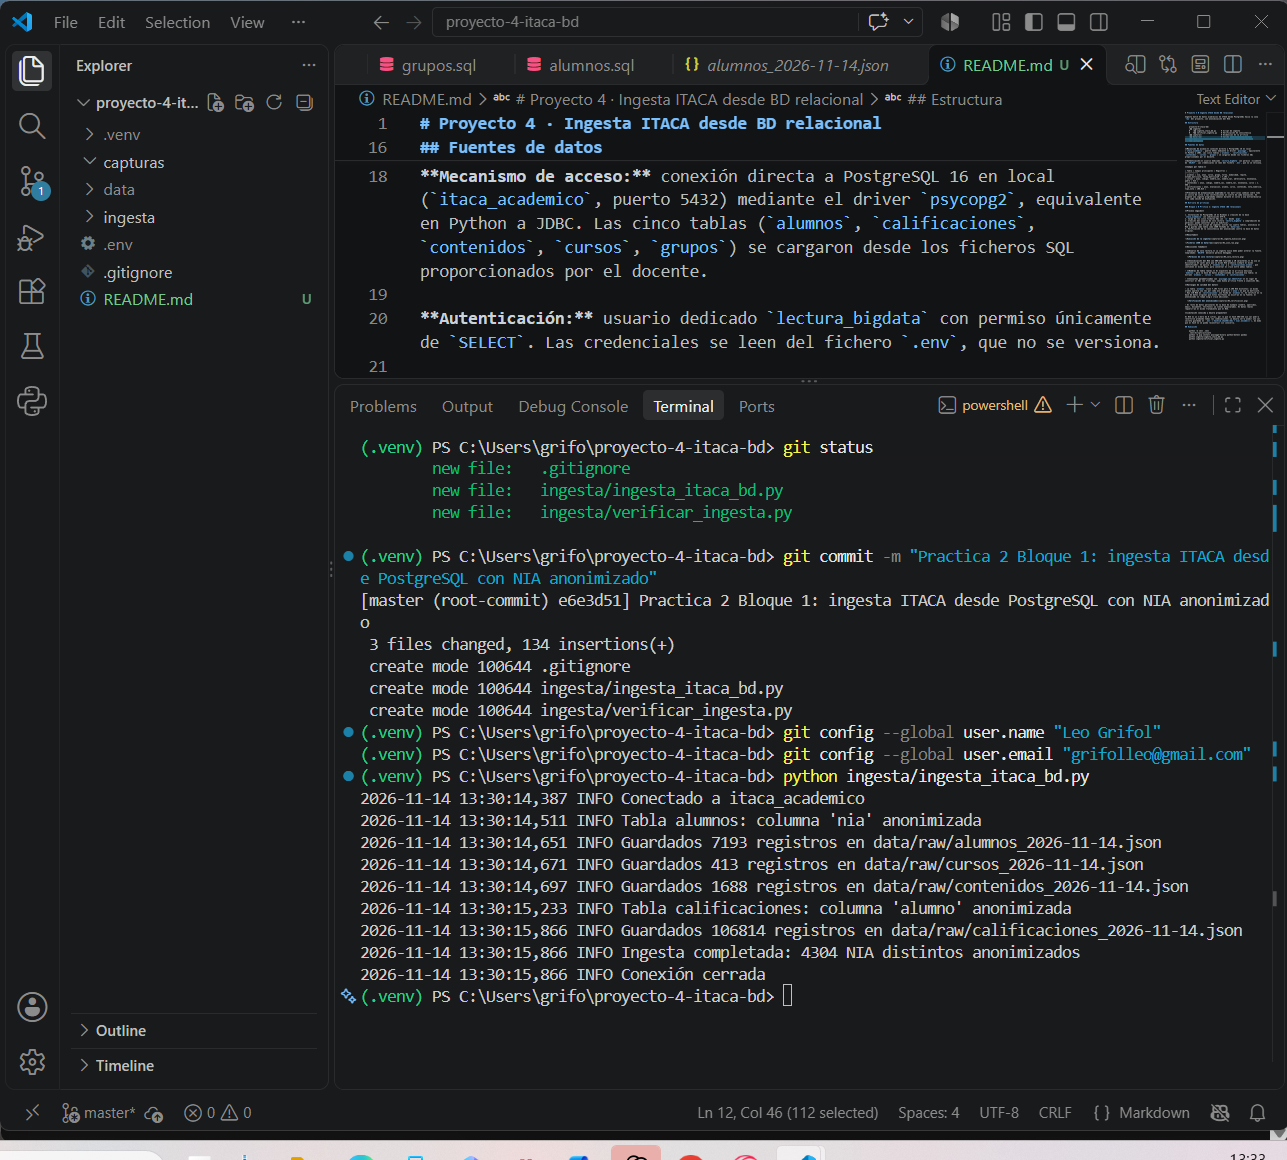 File Edit Selection View ··· proyecto-4-itaca-bd
Explorer ···
proyecto-4-it...
.venv
capturas
data
ingesta
.env
.gitignore
README.md U
Outline
Timeline
grupos.sql alumnos.sql {} alumnos_2026-11-14.json README.md U
README.md > abc # Proyecto 4 · Ingesta ITACA desde BD relacional > abc ## Estructura Text Editor
1 # Proyecto 4 · Ingesta ITACA desde BD relacional
16 ## Fuentes de datos
18 **Mecanismo de acceso:** conexión directa a PostgreSQL 16 en local
(`itaca_academico`, puerto 5432) mediante el driver `psycopg2`, equivalente
en Python a JDBC. Las cinco tablas (`alumnos`, `calificaciones`,
`contenidos`, `cursos`, `grupos`) se cargaron desde los ficheros SQL
proporcionados por el docente.
19
20 **Autenticación:** usuario dedicado `lectura_bigdata` con permiso únicamente
de `SELECT`. Las credenciales se leen del fichero `.env`, que no se versiona.
21
Problems Output Debug Console Terminal Ports powershell
(.venv) PS C:\Users\grifo\proyecto-4-itaca-bd> git status
new file: .gitignore
new file: ingesta/ingesta_itaca_bd.py
new file: ingesta/verificar_ingesta.py
(.venv) PS C:\Users\grifo\proyecto-4-itaca-bd> git commit -m "Practica 2 Bloque 1: ingesta ITACA desd
e PostgreSQL con NIA anonimizado"
[master (root-commit) e6e3d51] Practica 2 Bloque 1: ingesta ITACA desde PostgreSQL con NIA anonimizad
o
3 files changed, 134 insertions(+)
create mode 100644 .gitignore
create mode 100644 ingesta/ingesta_itaca_bd.py
create mode 100644 ingesta/verificar_ingesta.py
(.venv) PS C:\Users\grifo\proyecto-4-itaca-bd> git config --global user.name "Leo Grifol"
(.venv) PS C:\Users\grifo\proyecto-4-itaca-bd> git config --global user.email "grifolleo@gmail.com"
(.venv) PS C:\Users\grifo\proyecto-4-itaca-bd> python ingesta/ingesta_itaca_bd.py
2026-11-14 13:30:14,387 INFO Conectado a itaca_academico
2026-11-14 13:30:14,511 INFO Tabla alumnos: columna 'nia' anonimizada
2026-11-14 13:30:14,651 INFO Guardados 7193 registros en data/raw/alumnos_2026-11-14.json
2026-11-14 13:30:14,671 INFO Guardados 413 registros en data/raw/cursos_2026-11-14.json
2026-11-14 13:30:14,697 INFO Guardados 1688 registros en data/raw/contenidos_2026-11-14.json
2026-11-14 13:30:15,233 INFO Tabla calificaciones: columna 'alumno' anonimizada
2026-11-14 13:30:15,866 INFO Guardados 106814 registros en data/raw/calificaciones_2026-11-14.json
2026-11-14 13:30:15,866 INFO Ingesta completada: 4304 NIA distintos anonimizados
2026-11-14 13:30:15,866 INFO Conexión cerrada
(.venv) PS C:\Users\grifo\proyecto-4-itaca-bd>
master* 0 0 Ln 12, Col 46 (112 selected) Spaces: 4 UTF-8 CRLF {} Markdown